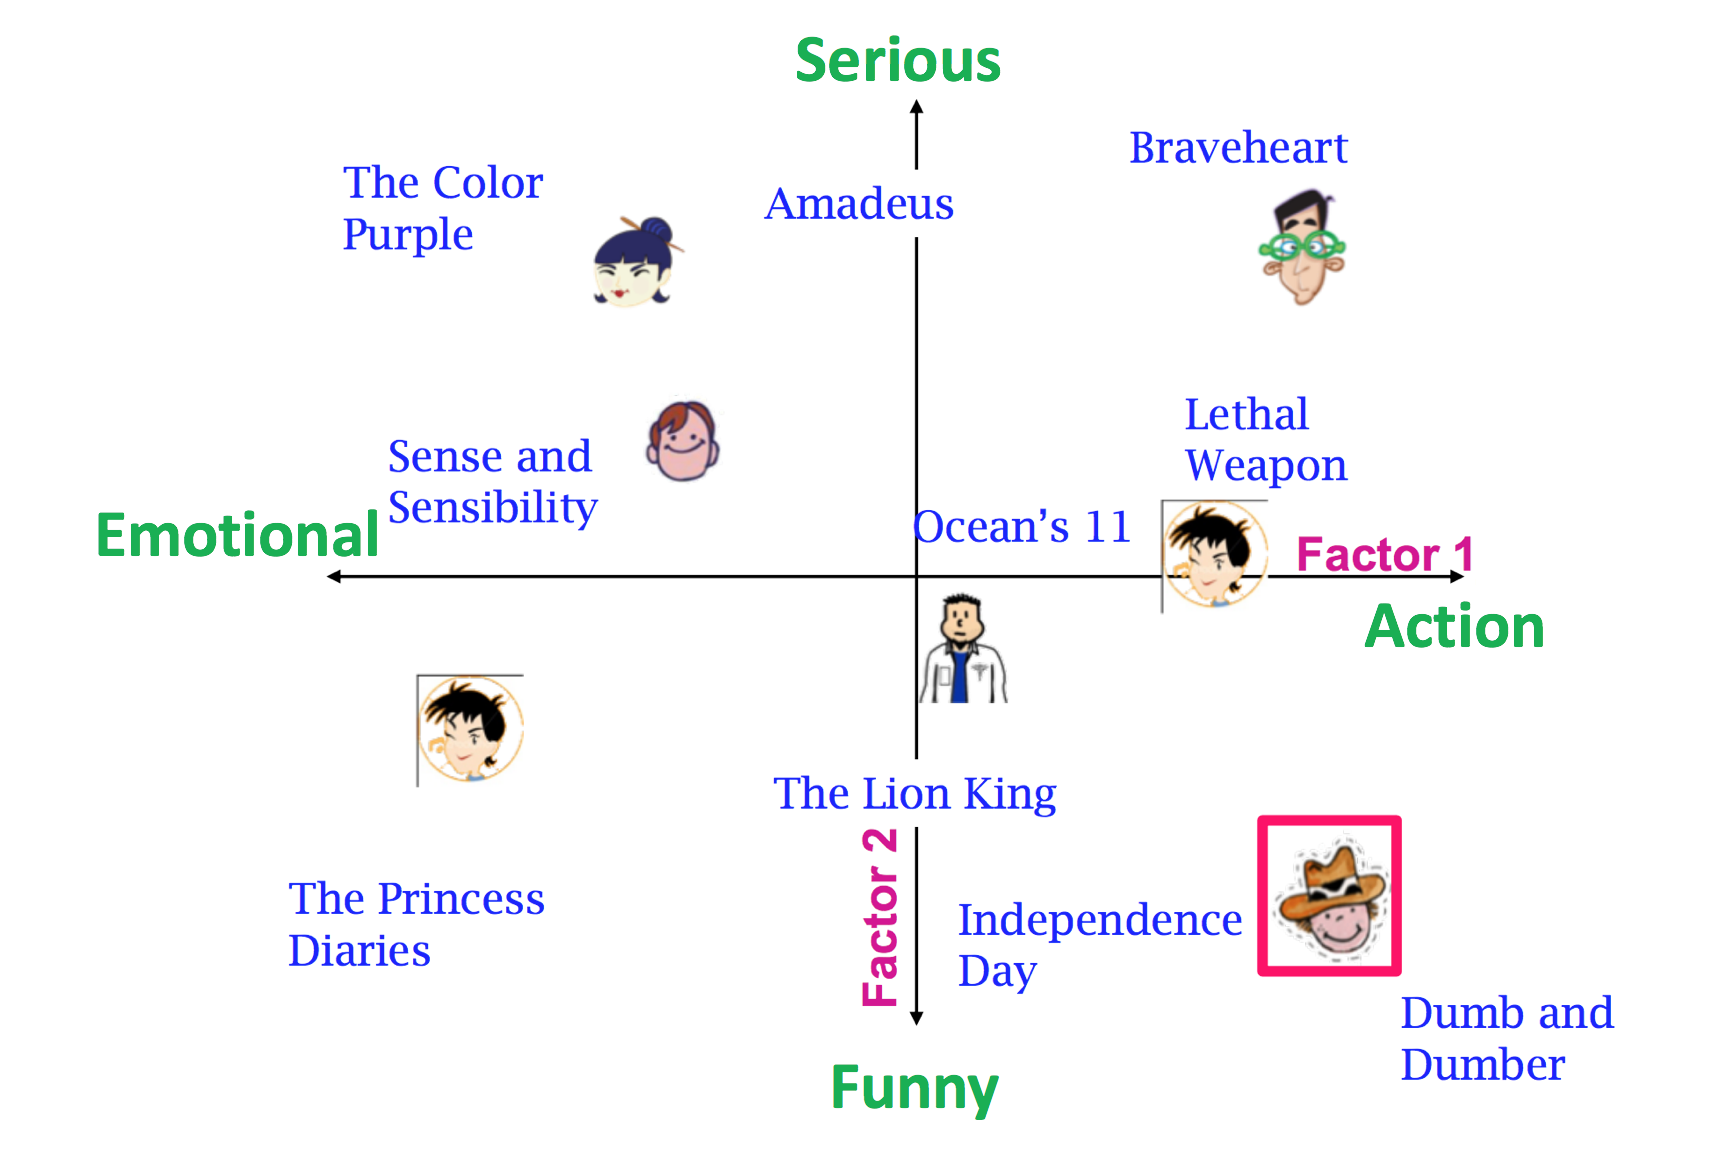 Serious
Braveheart
The Color
Purple
Amadeus
Lethal
Weapon
Sense and
Sensibility
Emotional
Ocean’s 11
Factor 1
Action
The Lion King
Factor 2
The Princess
Diaries
Independence
Day
Dumb and
Dumber
Funny